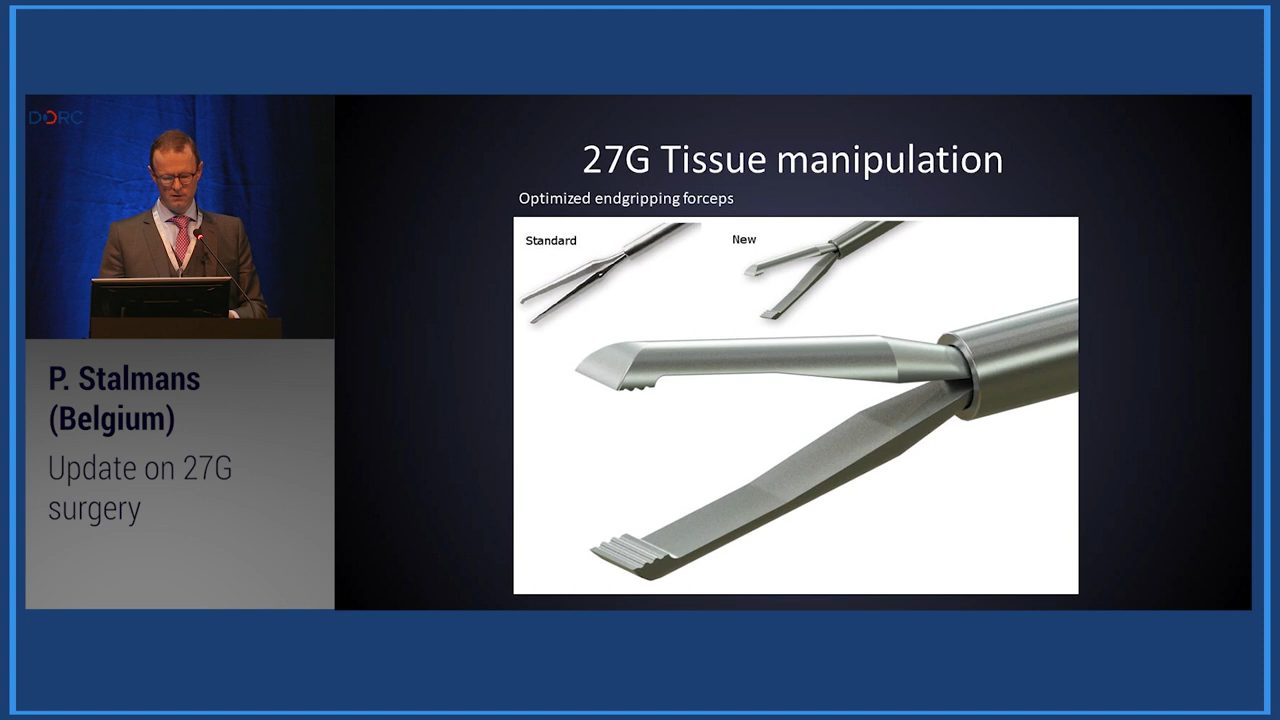 DORC
27G Tissue manipulation
Optimized endgripping forceps
Standard
New
P. Stalmans
(Belgium)
Update on 27G
surgery